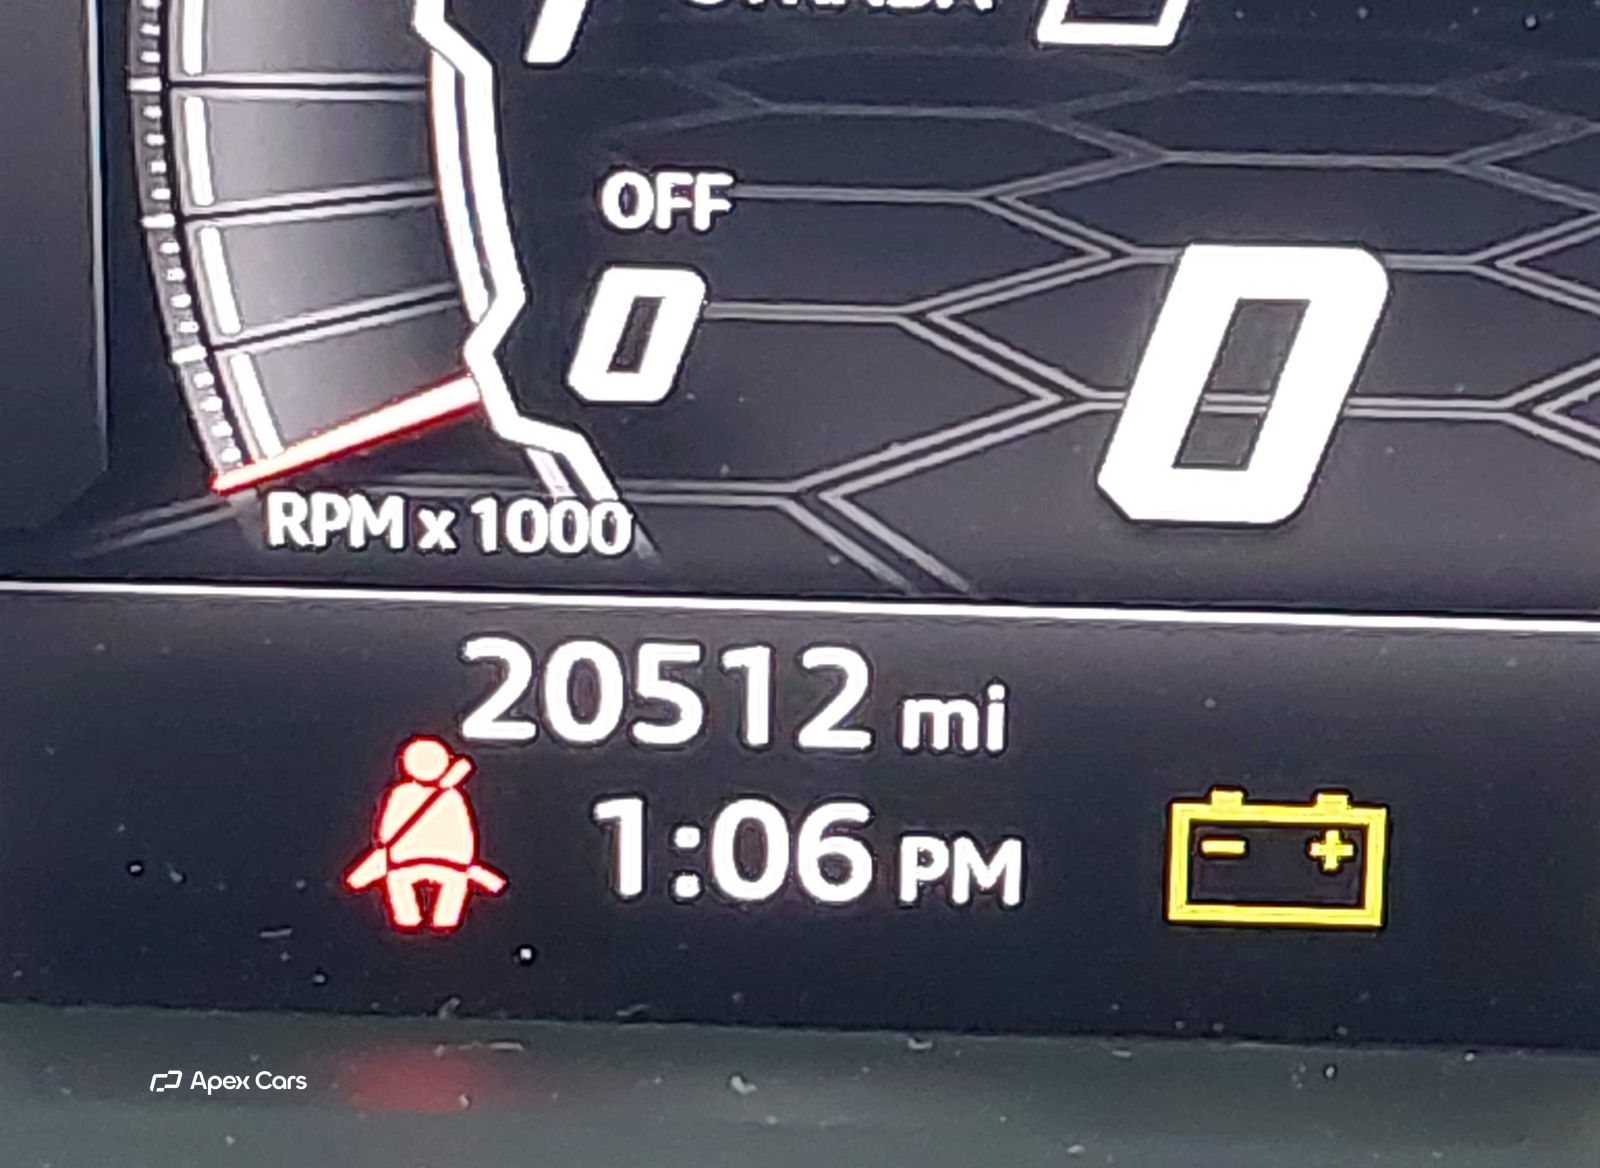 OFF
0
0
RPM x 1000
20512 mi
1:06 PM
- +
Apex Cars